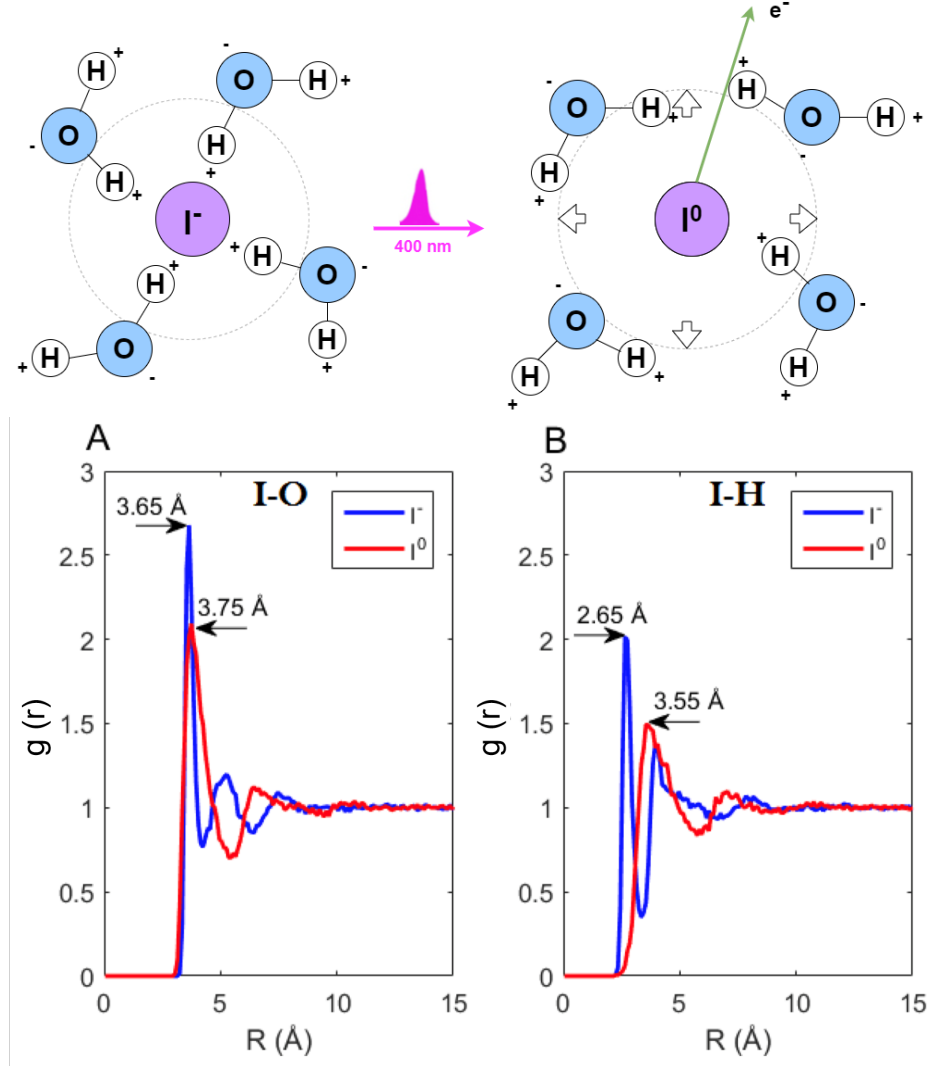 e-
H + - O H + H + O - H + I- + H O - H + + H O H + -
400 nm
- O H + H + + H O H + - I0 + H O - H + - O H + H +
A
B
I-O
I-
I0
3.65 Å
3.75 Å
3
2.5
2
1.5
1
0.5
0
g (r)
0 5 10 15
R (Å)
I-H
I-
I0
2.65 Å
3.55 Å
3
2.5
2
1.5
1
0.5
0
g (r)
0 5 10 15
R (Å)